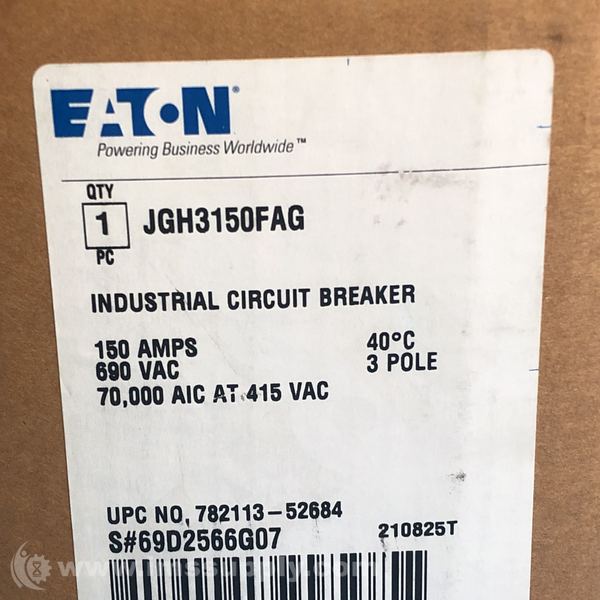 EATON®
Powering Business Worldwide™
QTY
1 JGH3150FAG
PC
INDUSTRIAL CIRCUIT BREAKER
150 AMPS 40°C
690 VAC 3 POLE
70,000 AIC AT 415 VAC
UPC NO. 782113-52684
S#69D2566G07 210825T